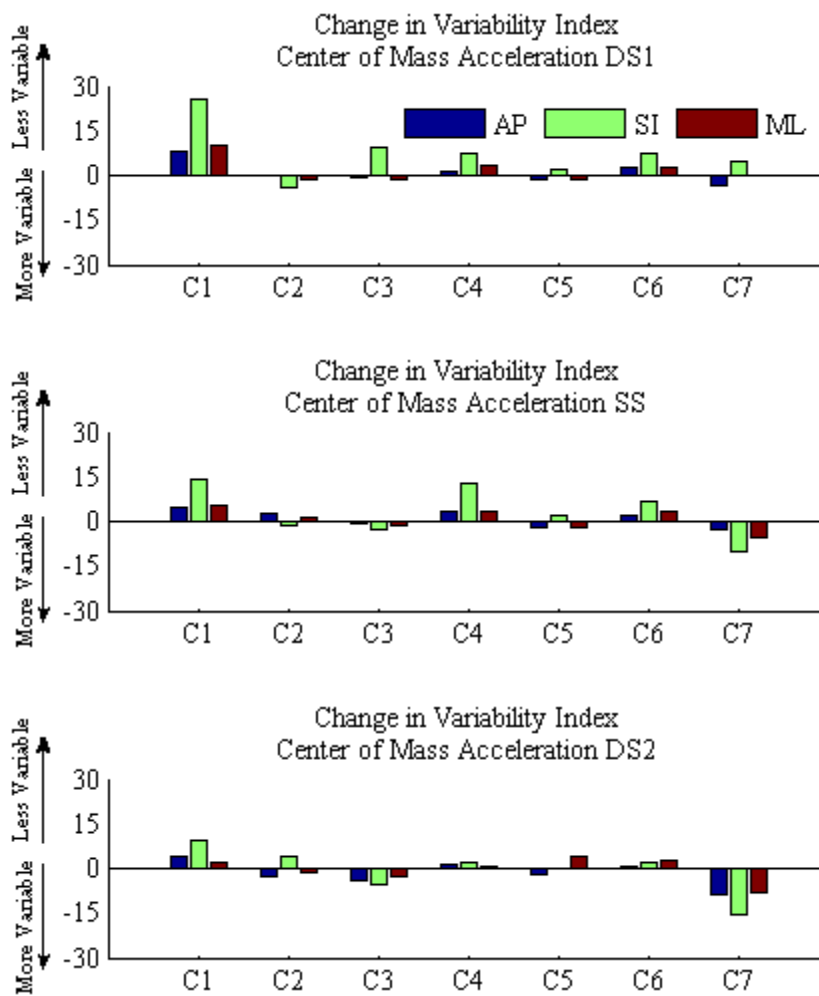 Change in Variability Index
Center of Mass Acceleration DS1
Less Variable
More Variable
30
15
0
-15
-30
AP SI ML
C1 C2 C3 C4 C5 C6 C7
Change in Variability Index
Center of Mass Acceleration SS
Less Variable
More Variable
30
15
0
-15
-30
C1 C2 C3 C4 C5 C6 C7
Change in Variability Index
Center of Mass Acceleration DS2
Less Variable
More Variable
30
15
0
-15
-30
C1 C2 C3 C4 C5 C6 C7